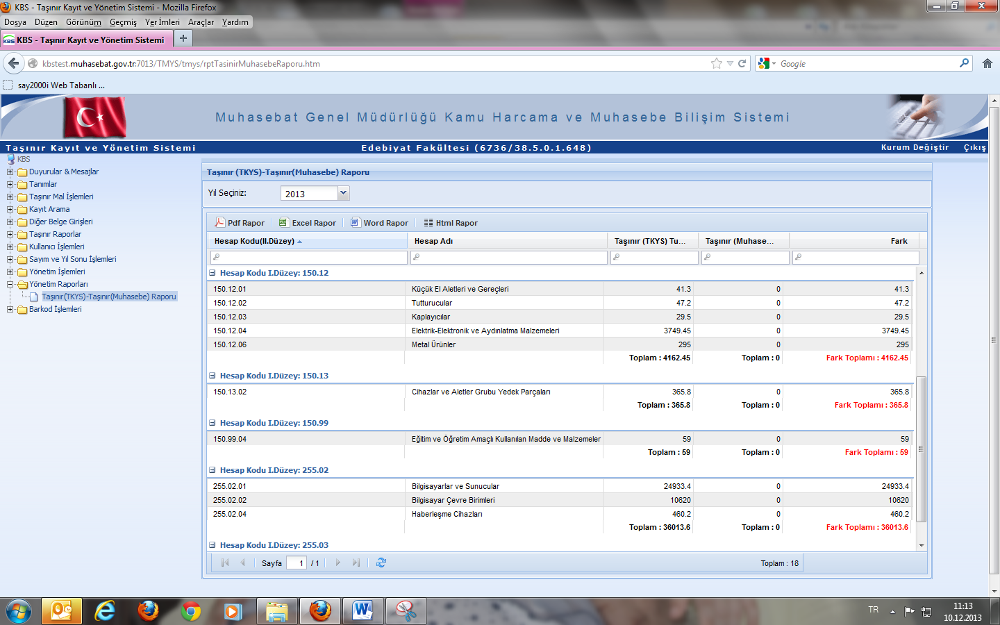 KBS - Taşınır Kayıt ve Yönetim Sistemi - Mozilla Firefox
Dosya Düzen Görünüm Geçmiş Yer İmleri Araçlar Yardım
KBS KBS - Taşınır Kayıt ve Yönetim Sistemi +
kbstest.muhasebat.gov.tr:7013/TMYS/tmys/rptTasinirMuhasebeRaporu.htm Google
say2000i Web Tabanlı ...
Muhasebat Genel Müdürlüğü Kamu Harcama ve Muhasebe Bilişim Sistemi
Taşınır Kayıt ve Yönetim Sistemi Edebiyat Fakültesi (6736/38.5.0.1.648) Kurum Değiştir Çıkış
KBS
Duyurular & Mesajlar
Tanımlar
Taşınır Mal İşlemleri
Kayıt Arama
Diğer Belge Girişleri
Taşınır Raporlar
Kullanıcı İşlemleri
Sayım ve Yıl Sonu İşlemleri
Yönetim İşlemleri
Yönetim Raporları
Taşınır(TKYS)-Taşınır(Muhasebe) Raporu
Barkod İşlemleri
Taşınır (TKYS)-Taşınır(Muhasebe) Raporu
Yıl Seçiniz: 2013
Pdf Rapor Excel Rapor Word Rapor Html Rapor
Hesap Kodu(II.Düzey) Hesap Adı Taşınır (TKYS) Tu... Taşınır (Muhase... Fark
Hesap Kodu I.Düzey: 150.12
150.12.01 Küçük El Aletleri ve Gereçleri 41.3 0 41.3
150.12.02 Tutturucular 47.2 0 47.2
150.12.03 Kaplayıcılar 29.5 0 29.5
150.12.04 Elektrik-Elektronik ve Aydınlatma Malzemeleri 3749.45 0 3749.45
150.12.06 Metal Ürünler 295 0 295
Toplam : 4162.45 Toplam : 0 Fark Toplamı : 4162.45
Hesap Kodu I.Düzey: 150.13
150.13.02 Cihazlar ve Aletler Grubu Yedek Parçaları 365.8 0 365.8
Toplam : 365.8 Toplam : 0 Fark Toplamı : 365.8
Hesap Kodu I.Düzey: 150.99
150.99.04 Eğitim ve Öğretim Amaçlı Kullanılan Madde ve Malzemeler 59 0 59
Toplam : 59 Toplam : 0 Fark Toplamı : 59
Hesap Kodu I.Düzey: 255.02
255.02.01 Bilgisayarlar ve Sunucular 24933.4 0 24933.4
255.02.02 Bilgisayar Çevre Birimleri 10620 0 10620
255.02.04 Haberleşme Cihazları 460.2 0 460.2
Toplam : 36013.6 Toplam : 0 Fark Toplamı : 36013.6
Hesap Kodu I.Düzey: 255.03
Sayfa 1 / 1 Toplam : 18
TR 11:13
10.12.2013